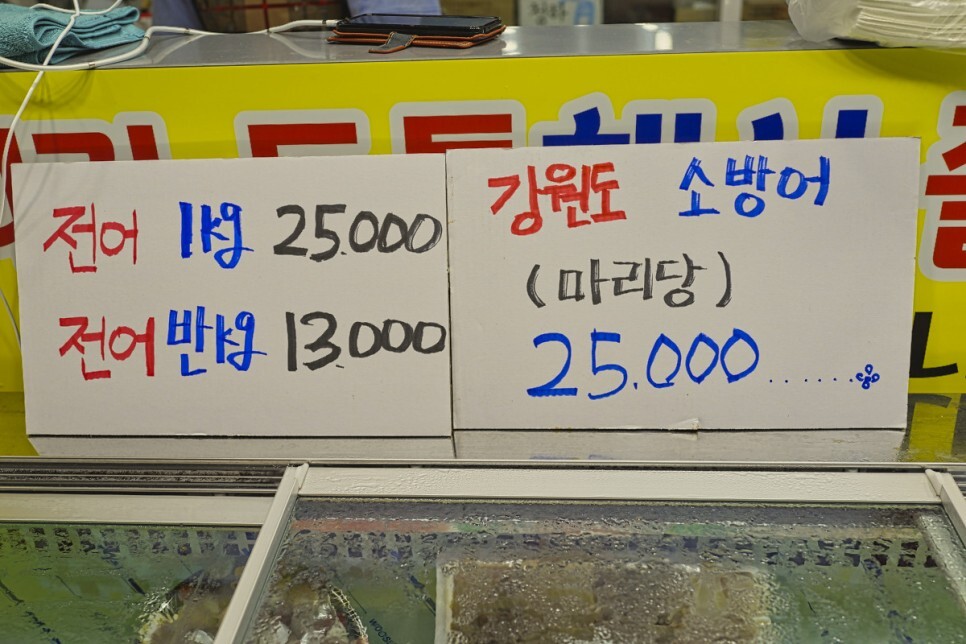 전어 1kg 25.000
전어 반kg 13.000
강원도 소방어
(마리당)
25.000.......